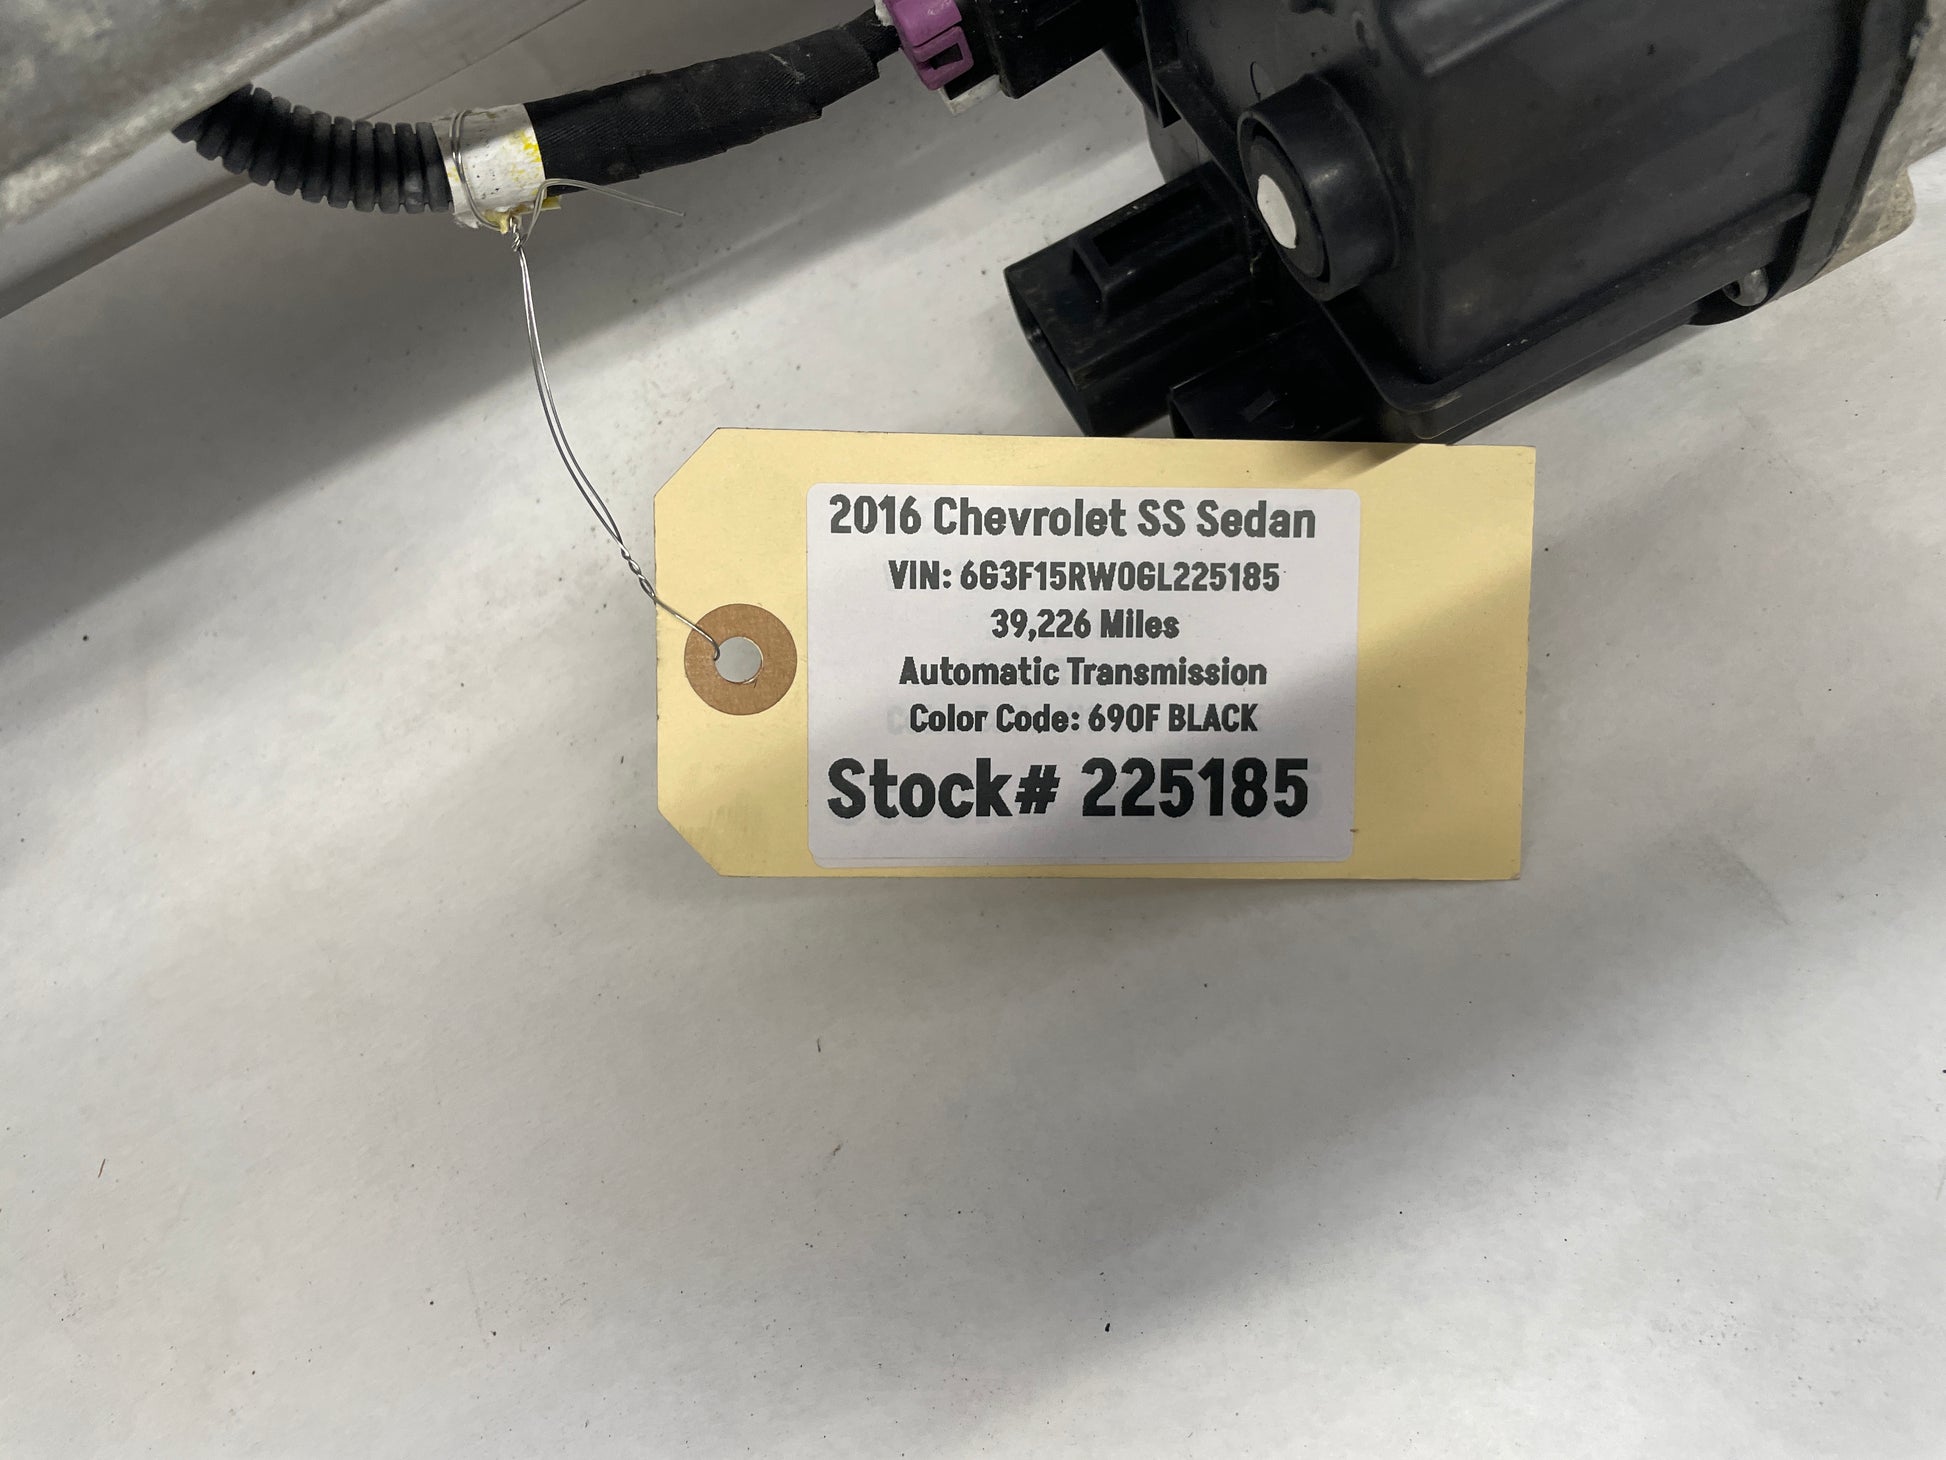 2016 Chevrolet SS Sedan
VIN: 6G3F15RW0GL225185
39,226 Miles
Automatic Transmission
Color Code: 690F BLACK
Stock# 225185